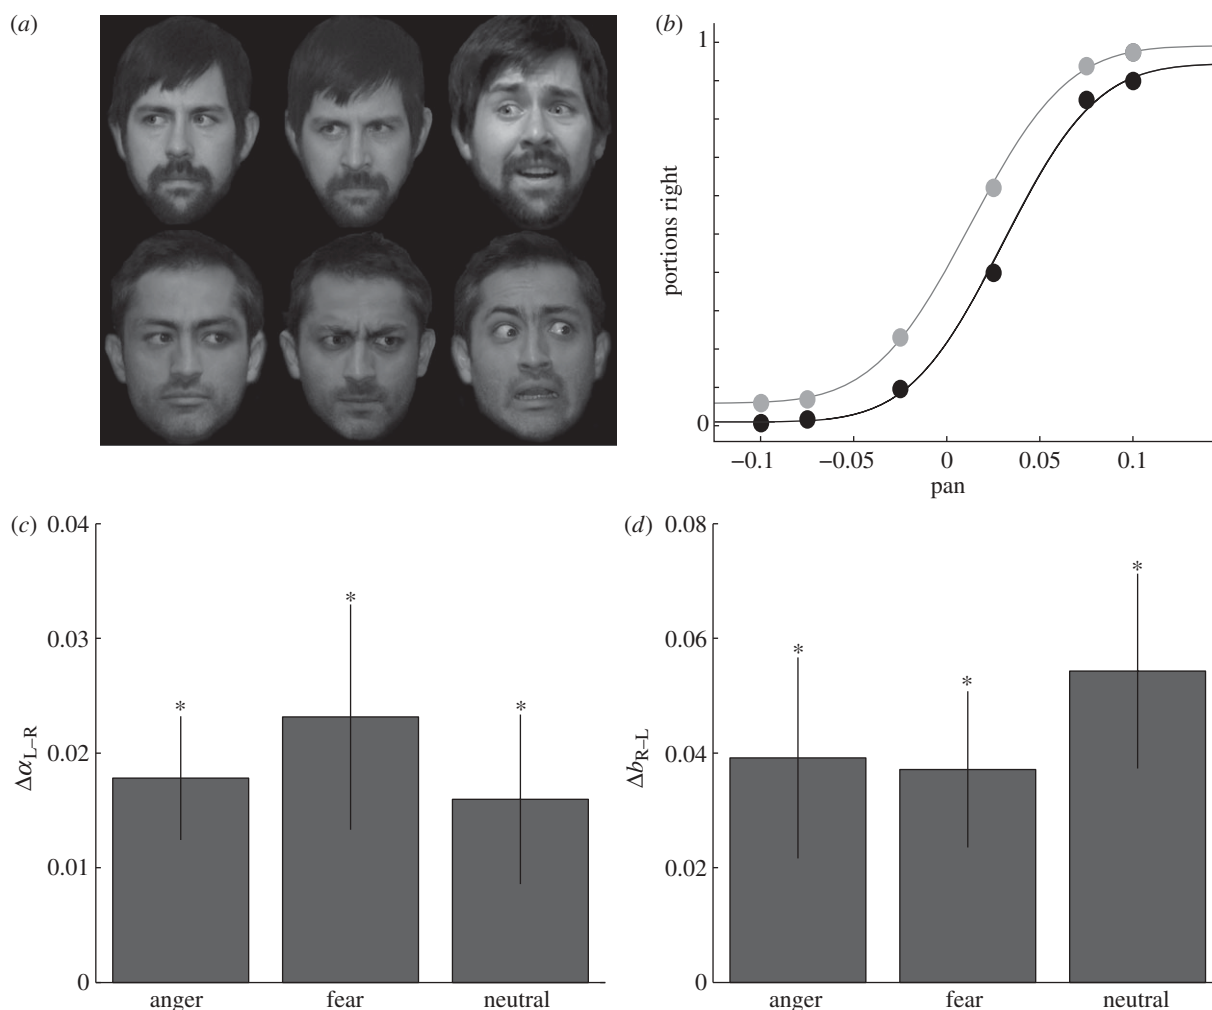 (a)
(b)
1
portions right
0
−0.1
−0.05
0
0.05
0.1
pan
(c)
0.04
0.03
0.02
0.01
0
Δα_L–R
*
*
*
anger
fear
neutral
(d)
0.08
0.06
0.04
0.02
0
Δb_R–L
*
*
*
anger
fear
neutral